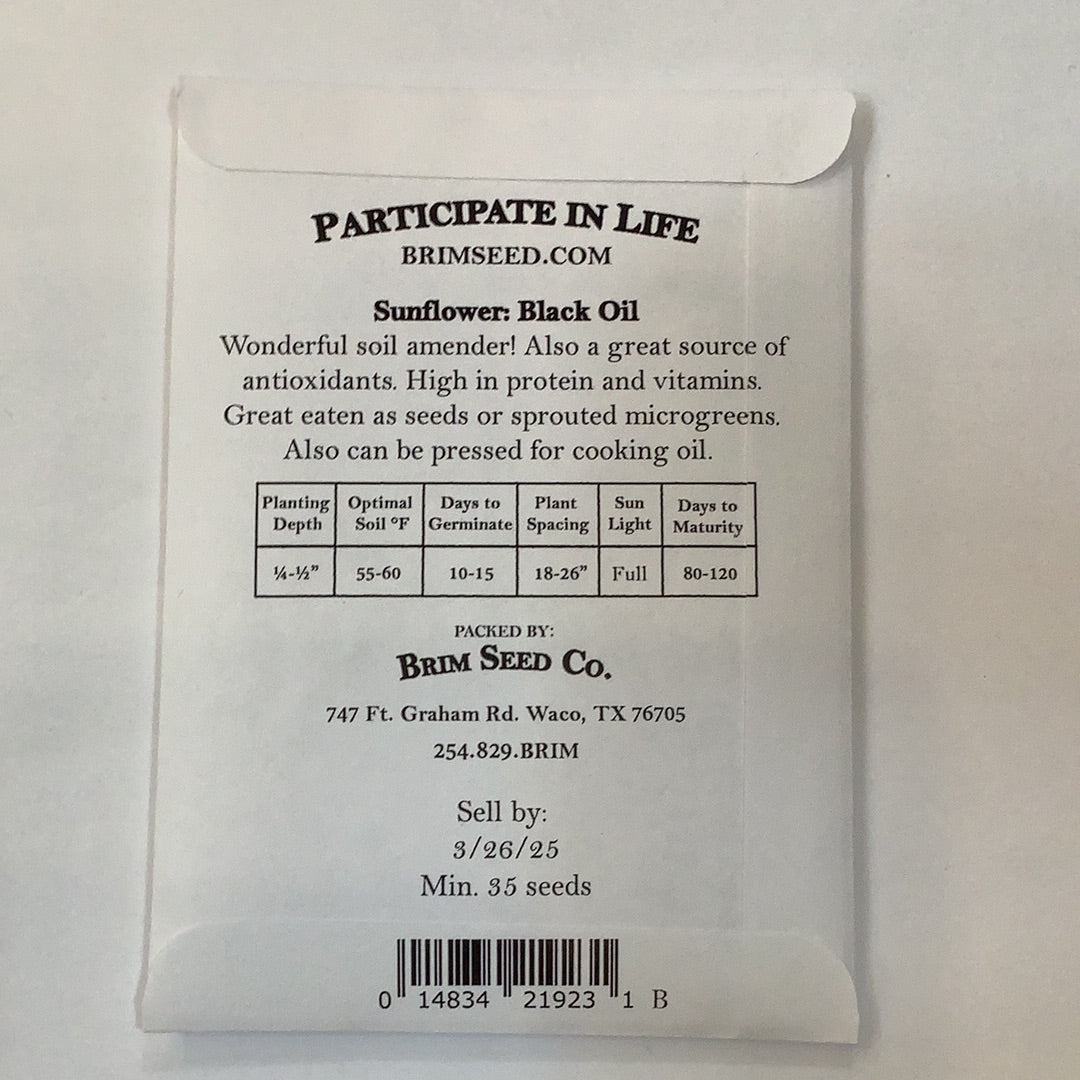 PARTICIPATE IN LIFE
BRIMSEED.COM
Sunflower: Black Oil
Wonderful soil amender! Also a great source of
antioxidants. High in protein and vitamins.
Great eaten as seeds or sprouted microgreens.
Also can be pressed for cooking oil.
Planting Depth Optimal Soil °F Days to Germinate Plant Spacing Sun Light Days to Maturity
¼-½” 55-60 10-15 18-26” Full 80-120
PACKED BY:
BRIM SEED CO.
747 Ft. Graham Rd. Waco, TX 76705
254.829.BRIM
Sell by:
3/26/25
Min. 35 seeds
0 14834 21923 1 B